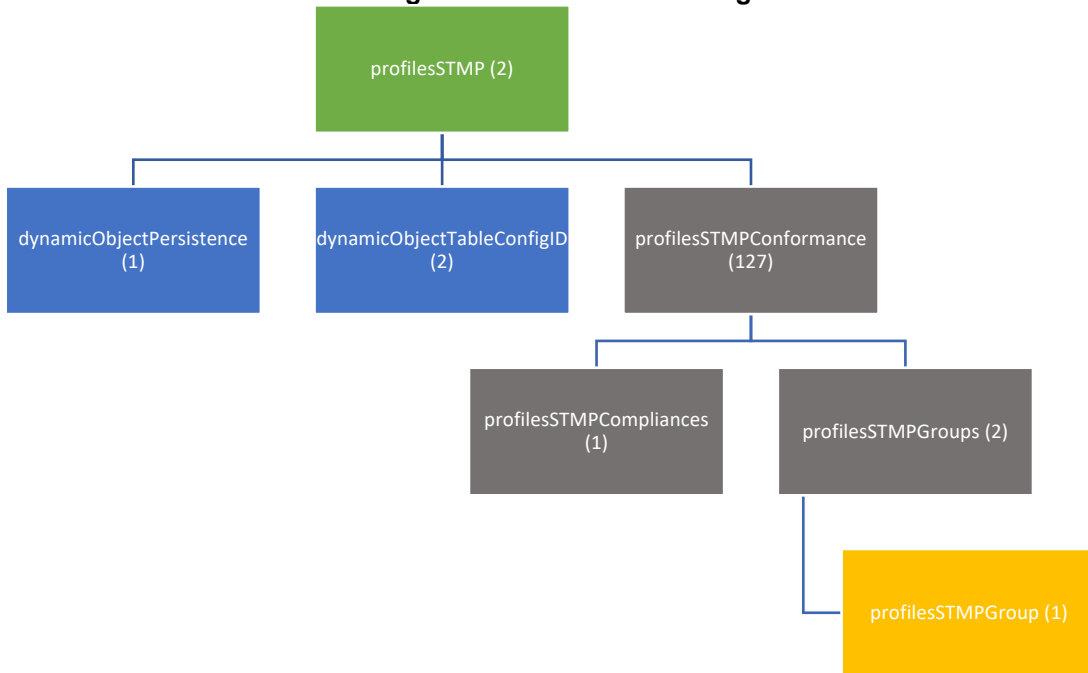 profilesSTMP (2)
dynamicObjectPersistence
(1)
dynamicObjectTableConfigID
(2)
profilesSTMPConformance
(127)
profilesSTMPCompliances
(1)
profilesSTMPGroups (2)
profilesSTMPGroup (1)